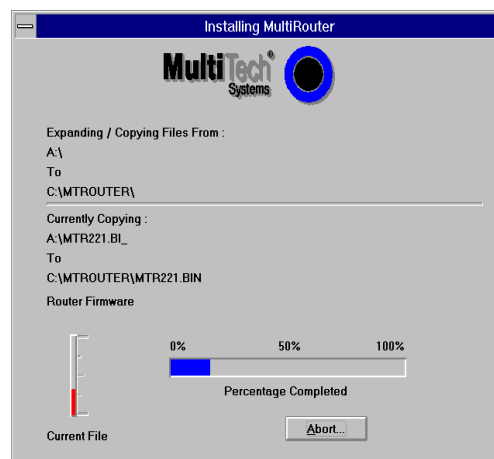 Installing MultiRouter
MultiTech®
Systems
Expanding / Copying Files From :
A:\
To
C:\MTROUTER\
Currently Copying :
A:\MTR221.BI_
To
C:\MTROUTER\MTR221.BIN
Router Firmware
0% 50% 100%
Percentage Completed
Current File
Abort...